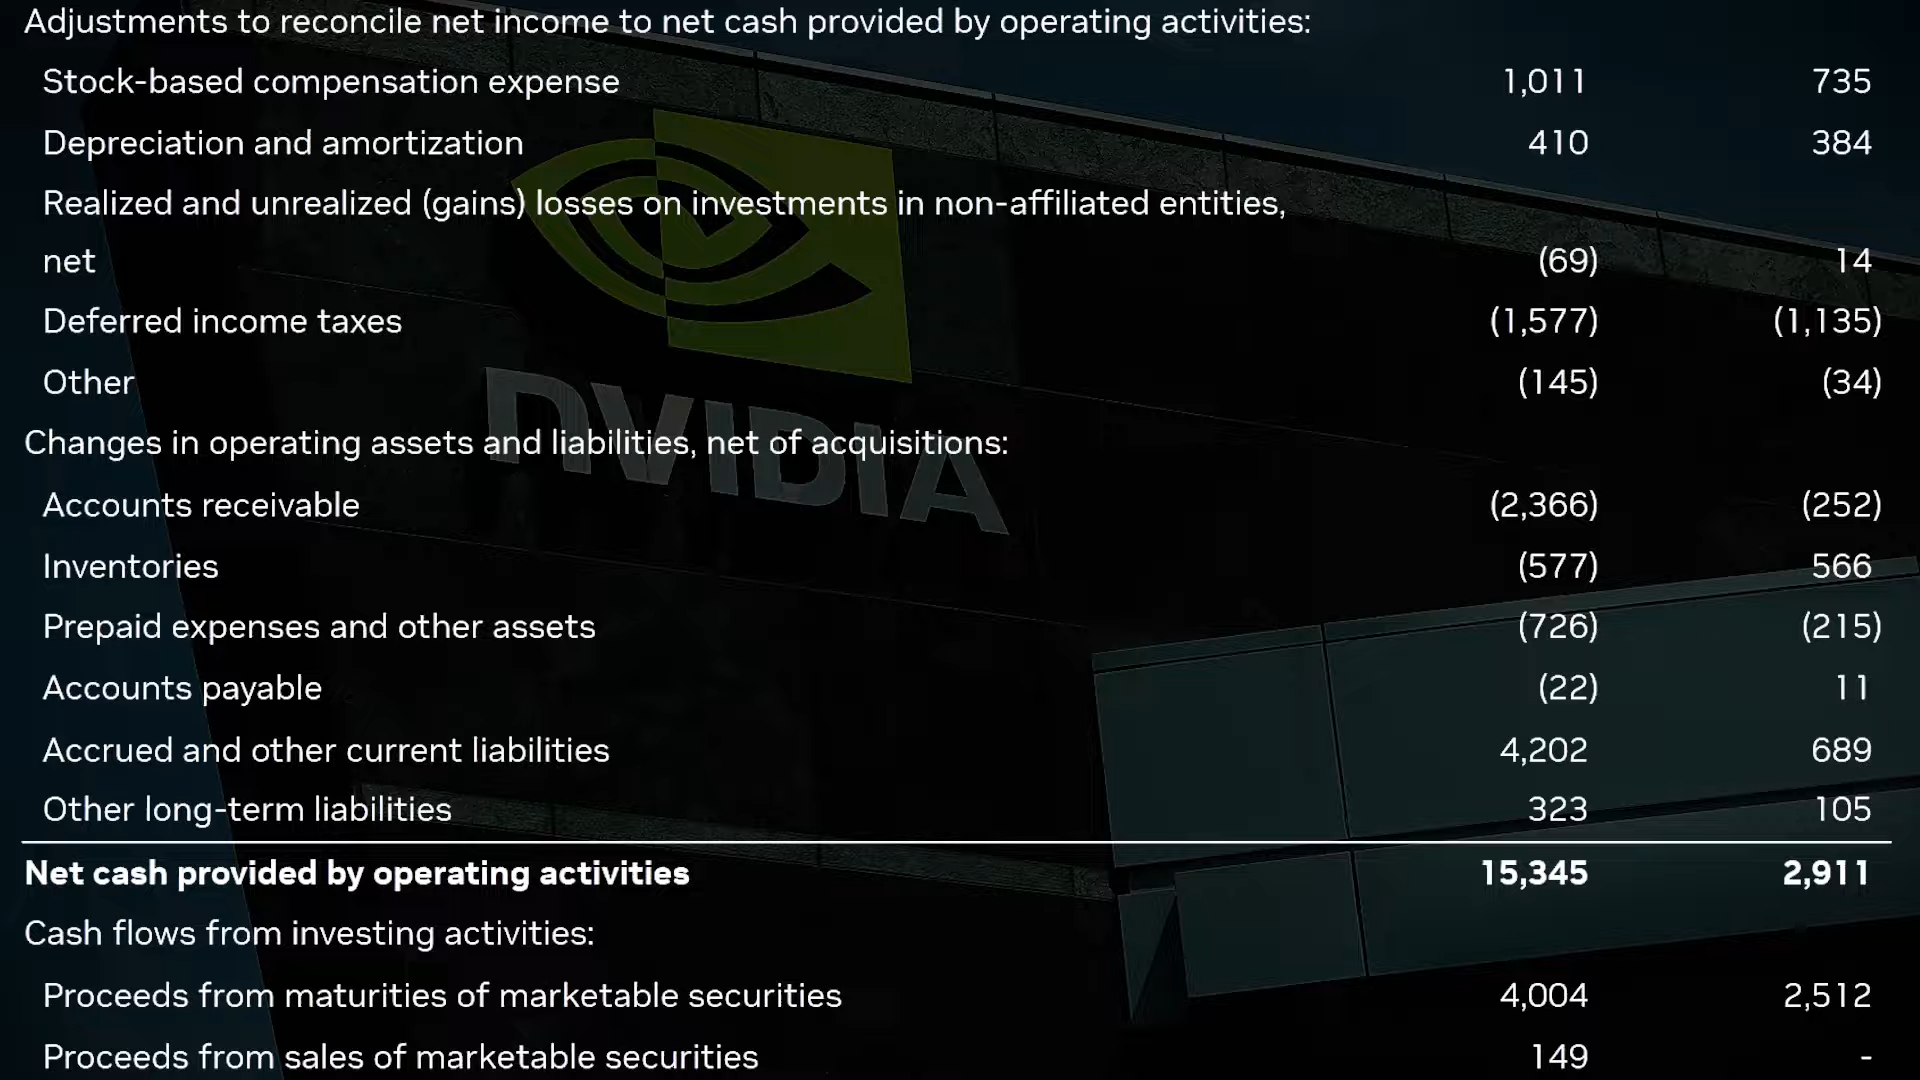 Adjustments to reconcile net income to net cash provided by operating activities:
Stock-based compensation expense 1,011 735
Depreciation and amortization 410 384
Realized and unrealized (gains) losses on investments in non-affiliated entities,
net (69) 14
Deferred income taxes (1,577) (1,135)
Other (145) (34)
Changes in operating assets and liabilities, net of acquisitions:
nVIDIA
Accounts receivable (2,366) (252)
Inventories (577) 566
Prepaid expenses and other assets (726) (215)
Accounts payable (22) 11
Accrued and other current liabilities 4,202 689
Other long-term liabilities 323 105
Net cash provided by operating activities 15,345 2,911
Cash flows from investing activities:
Proceeds from maturities of marketable securities 4,004 2,512
Proceeds from sales of marketable securities 149 -